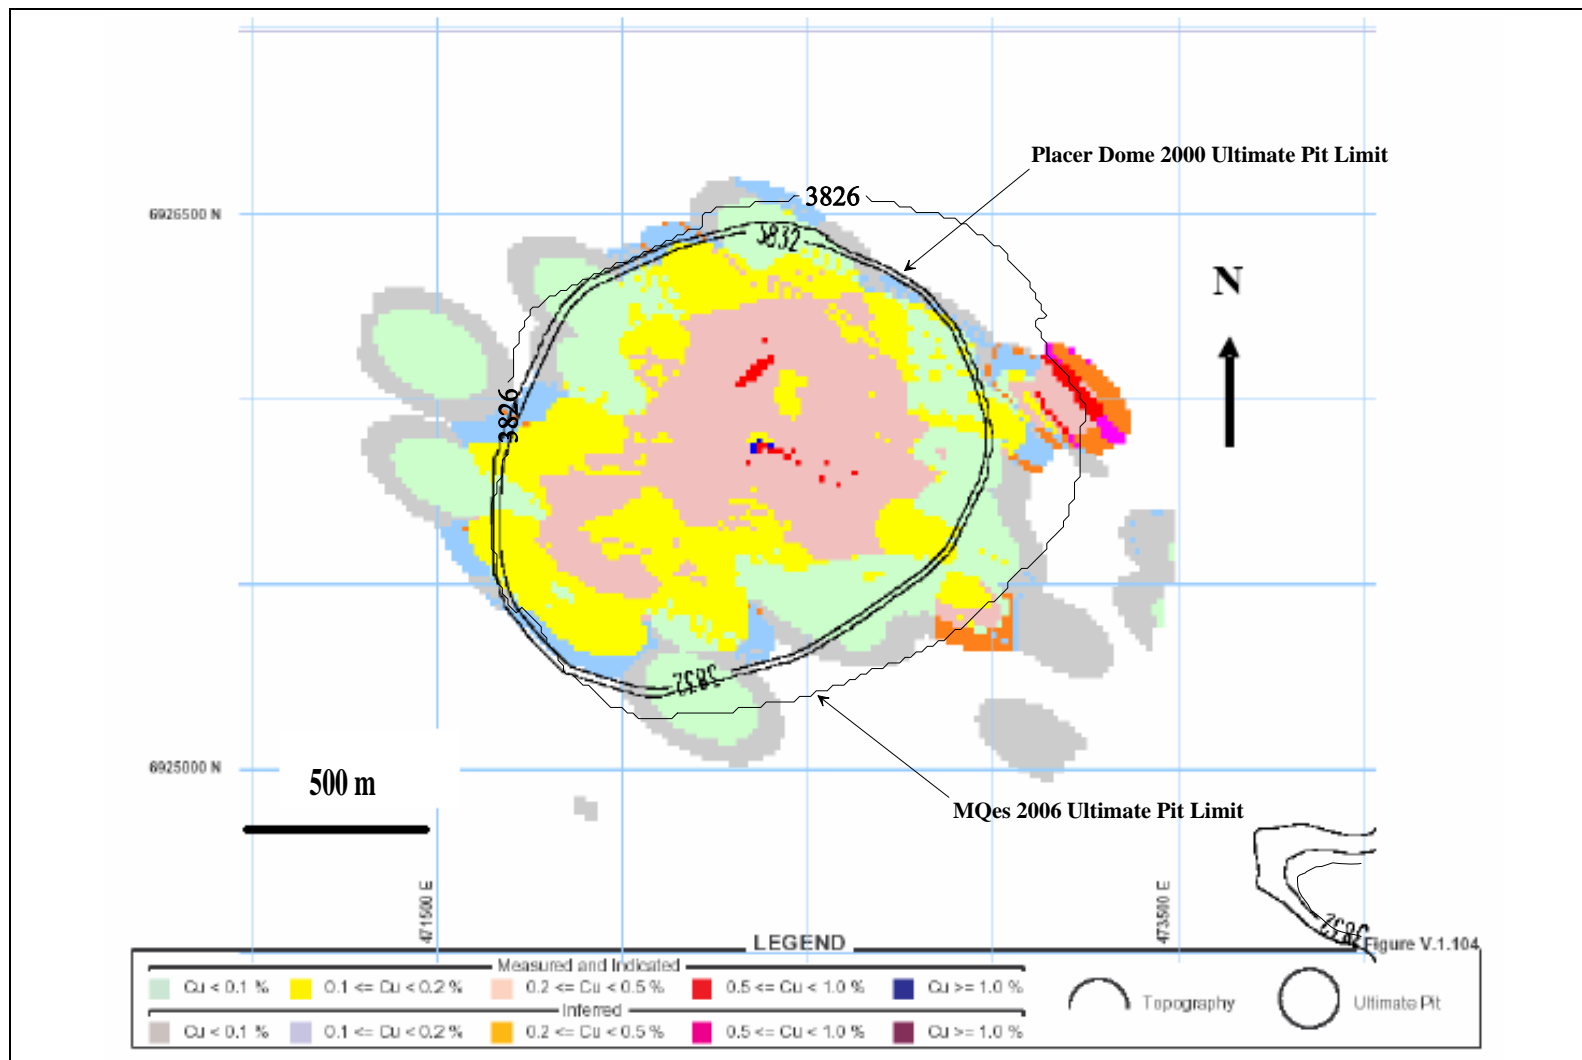 Placer Dome 2000 Ultimate Pit Limit
3826
6926500 N
3832
N
3826
3832
6925000 N
500 m
MQes 2006 Ultimate Pit Limit
471500 E
473500 E
3832
Figure V.1.104
LEGEND
Measured and Indicated
Cu < 0.1 %
0.1 <= Cu < 0.2 %
0.2 <= Cu < 0.5 %
0.5 <= Cu < 1.0 %
Cu >= 1.0 %
Topography
Ultimate Pit
Inferred
Cu < 0.1 %
0.1 <= Cu < 0.2 %
0.2 <= Cu < 0.5 %
0.5 <= Cu < 1.0 %
Cu >= 1.0 %